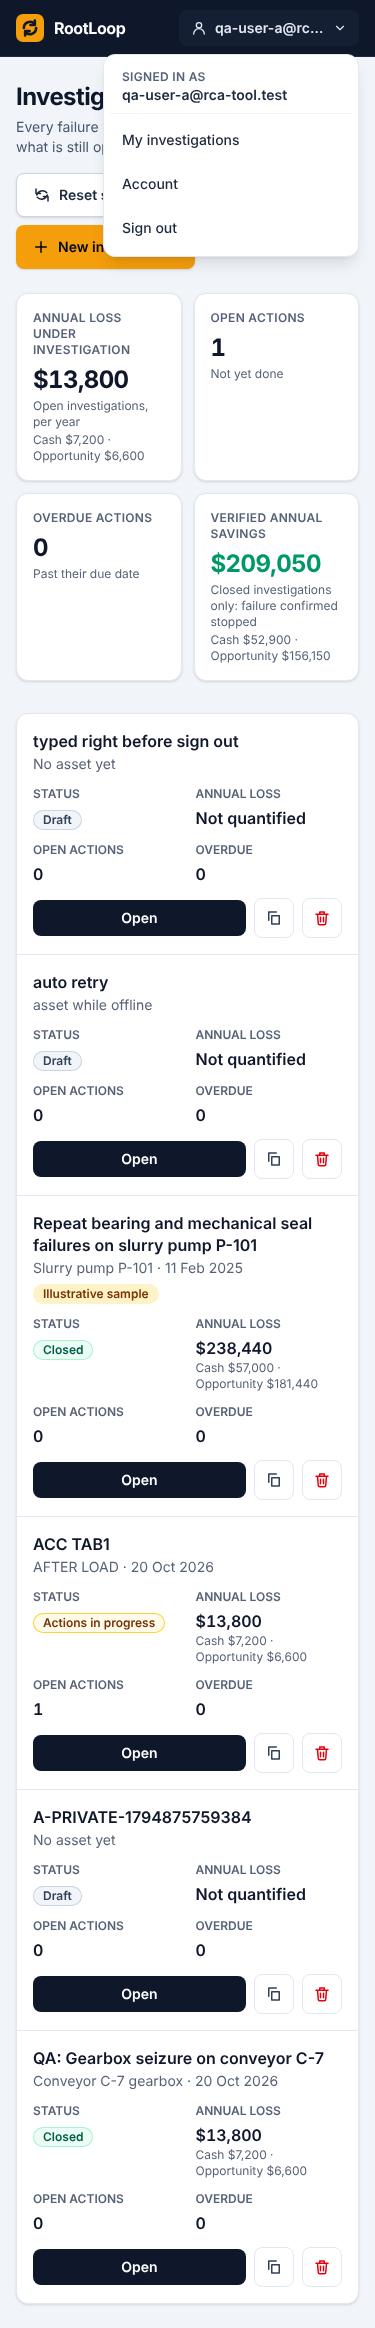 RootLoop
qa-user-a@rc...
SIGNED IN AS
qa-user-a@rca-tool.test
My investigations
Account
Sign out
Investig
Every failure
what is still op
Reset s
New in
ANNUAL LOSS
UNDER
INVESTIGATION
$13,800
Open investigations,
per year
Cash $7,200 ·
Opportunity $6,600
OPEN ACTIONS
1
Not yet done
OVERDUE ACTIONS
0
Past their due date
VERIFIED ANNUAL
SAVINGS
$209,050
Closed investigations
only: failure confirmed
stopped
Cash $52,900 ·
Opportunity $156,150
typed right before sign out
No asset yet
STATUS
Draft
ANNUAL LOSS
Not quantified
OPEN ACTIONS
0
OVERDUE
0
Open
auto retry
asset while offline
STATUS
Draft
ANNUAL LOSS
Not quantified
OPEN ACTIONS
0
OVERDUE
0
Open
Repeat bearing and mechanical seal
failures on slurry pump P-101
Slurry pump P-101 · 11 Feb 2025
Illustrative sample
STATUS
Closed
ANNUAL LOSS
$238,440
Cash $57,000 ·
Opportunity $181,440
OPEN ACTIONS
0
OVERDUE
0
Open
ACC TAB1
AFTER LOAD · 20 Oct 2026
STATUS
Actions in progress
ANNUAL LOSS
$13,800
Cash $7,200 ·
Opportunity $6,600
OPEN ACTIONS
1
OVERDUE
0
Open
A-PRIVATE-1794875759384
No asset yet
STATUS
Draft
ANNUAL LOSS
Not quantified
OPEN ACTIONS
0
OVERDUE
0
Open
QA: Gearbox seizure on conveyor C-7
Conveyor C-7 gearbox · 20 Oct 2026
STATUS
Closed
ANNUAL LOSS
$13,800
Cash $7,200 ·
Opportunity $6,600
OPEN ACTIONS
0
OVERDUE
0
Open